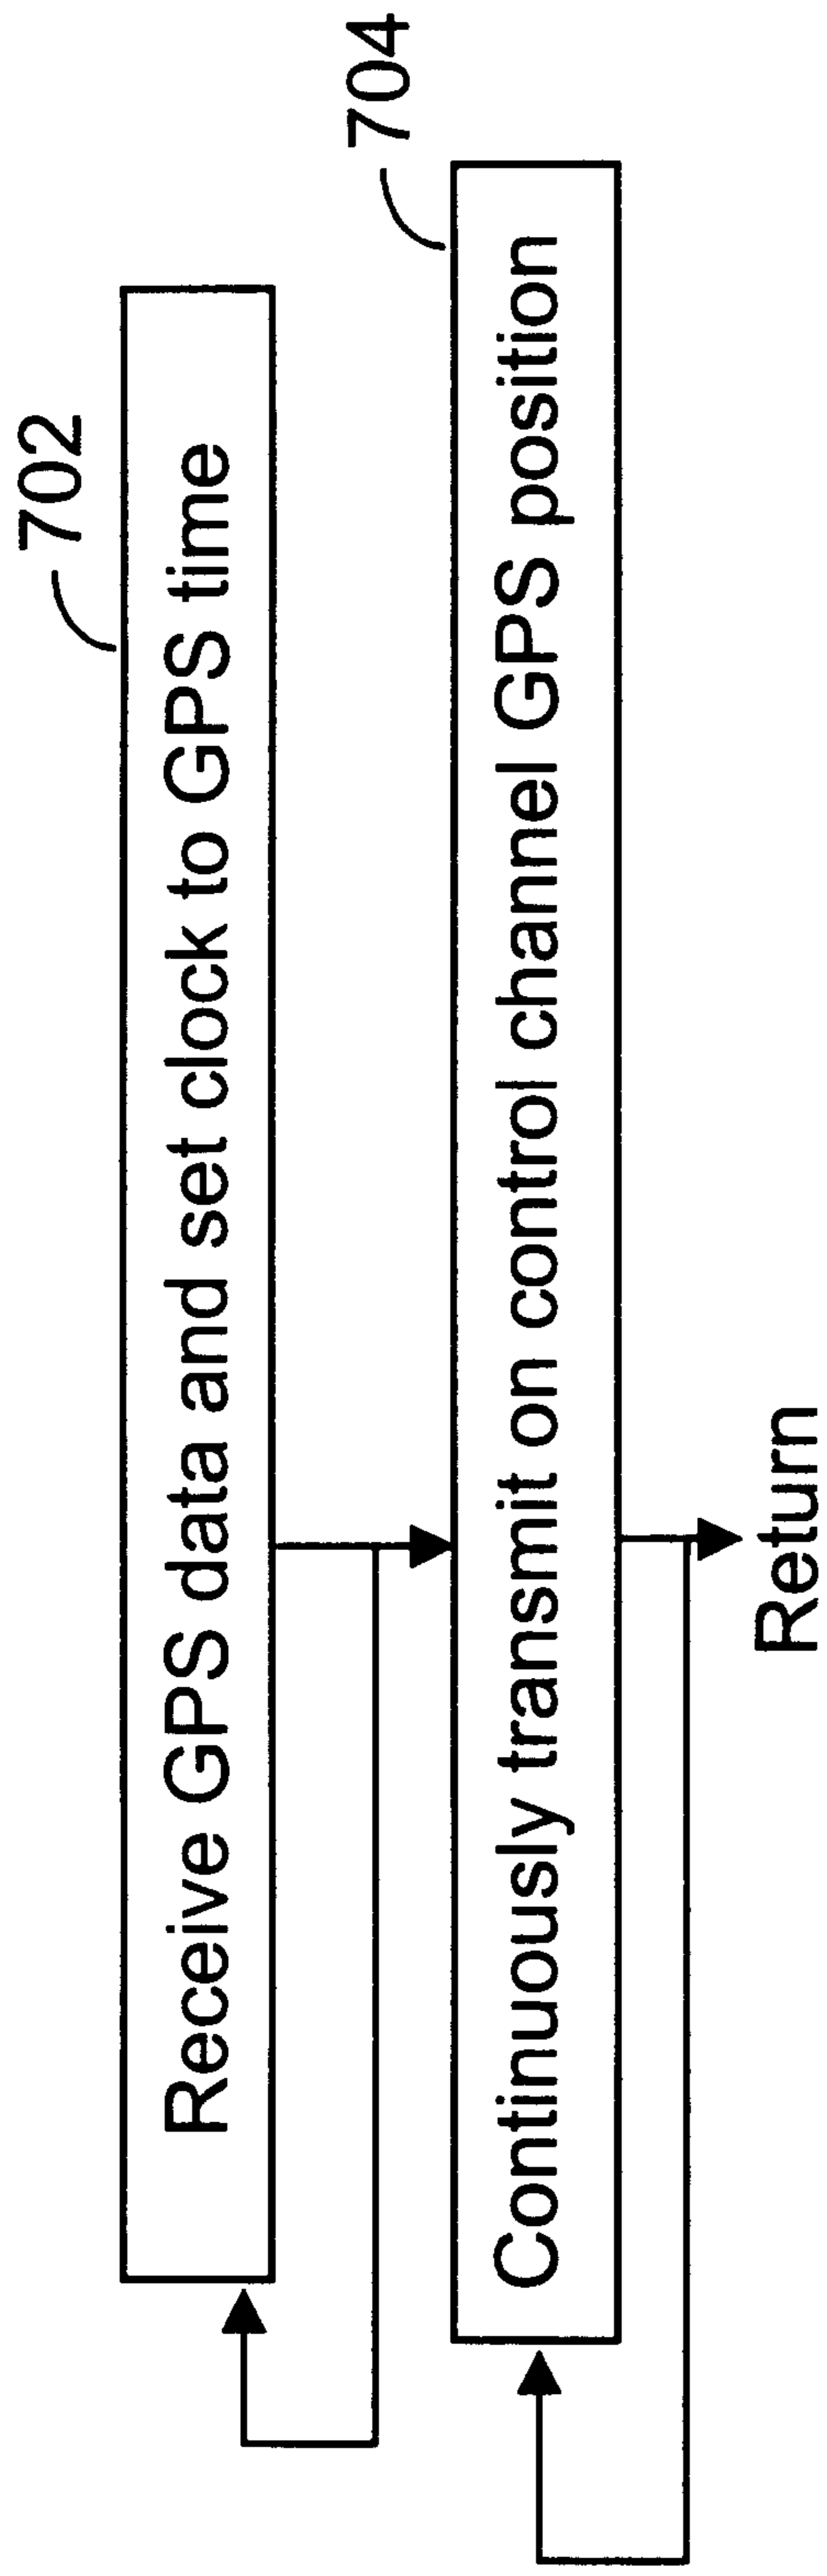 702
Receive GPS data and set clock to GPS time
704
Continuously transmit on control channel GPS position
Return